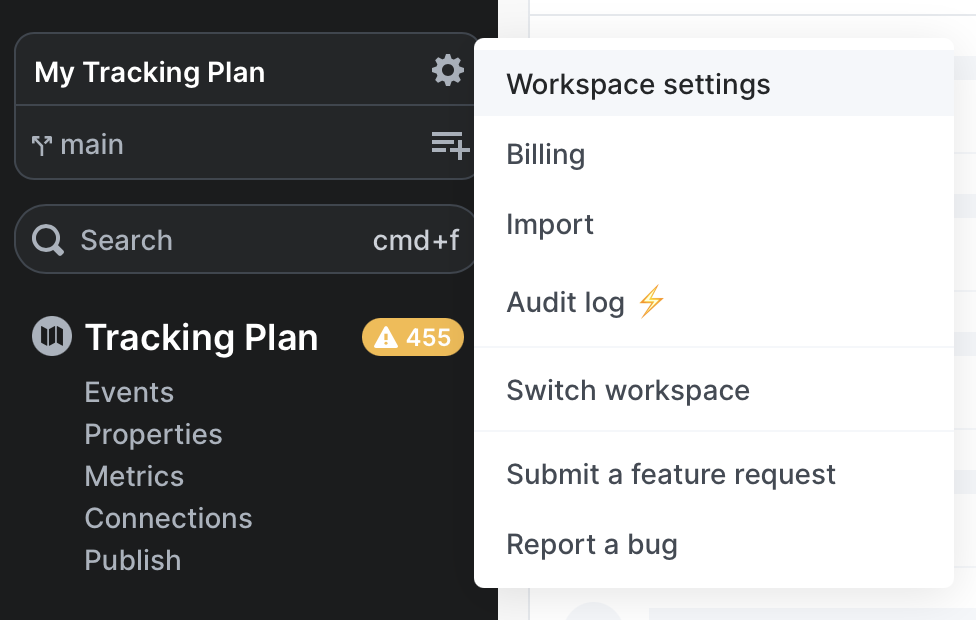 My Tracking Plan
main
Search cmd+f
Tracking Plan 455
Events
Properties
Metrics
Connections
Publish
Workspace settings
Billing
Import
Audit log ⚡
Switch workspace
Submit a feature request
Report a bug